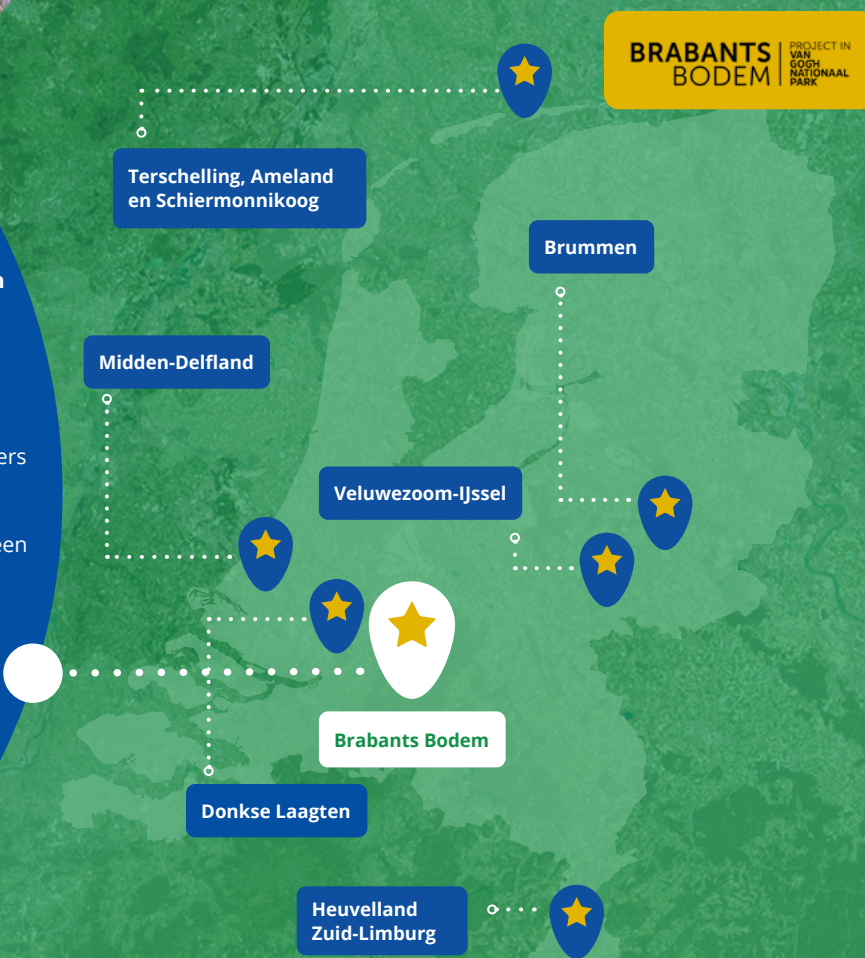 BRABANTS
BODEM
PROJECT IN
VAN
GOGH
NATIONAAL
PARK
Terschelling, Ameland
en Schiermonnikoog
Brummen
Midden-Delfland
Veluwezoom-IJssel
Brabants Bodem
Donkse Laagten
Heuvelland
Zuid-Limburg